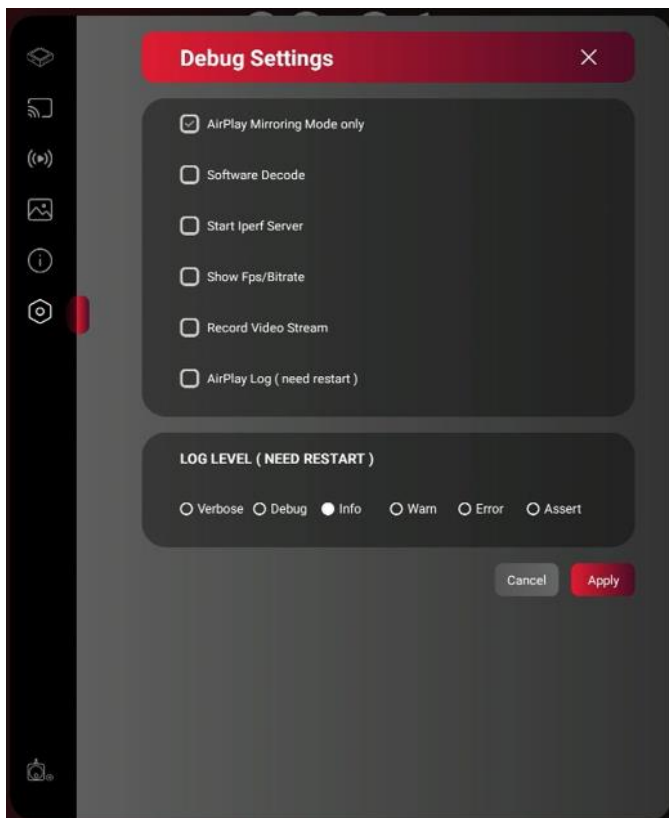 Debug Settings
AirPlay Mirroring Mode only
Software Decode
Start Iperf Server
Show Fps/Bitrate
Record Video Stream
AirPlay Log ( need restart )
LOG LEVEL ( NEED RESTART )
Verbose Debug Info Warn Error Assert
Cancel Apply